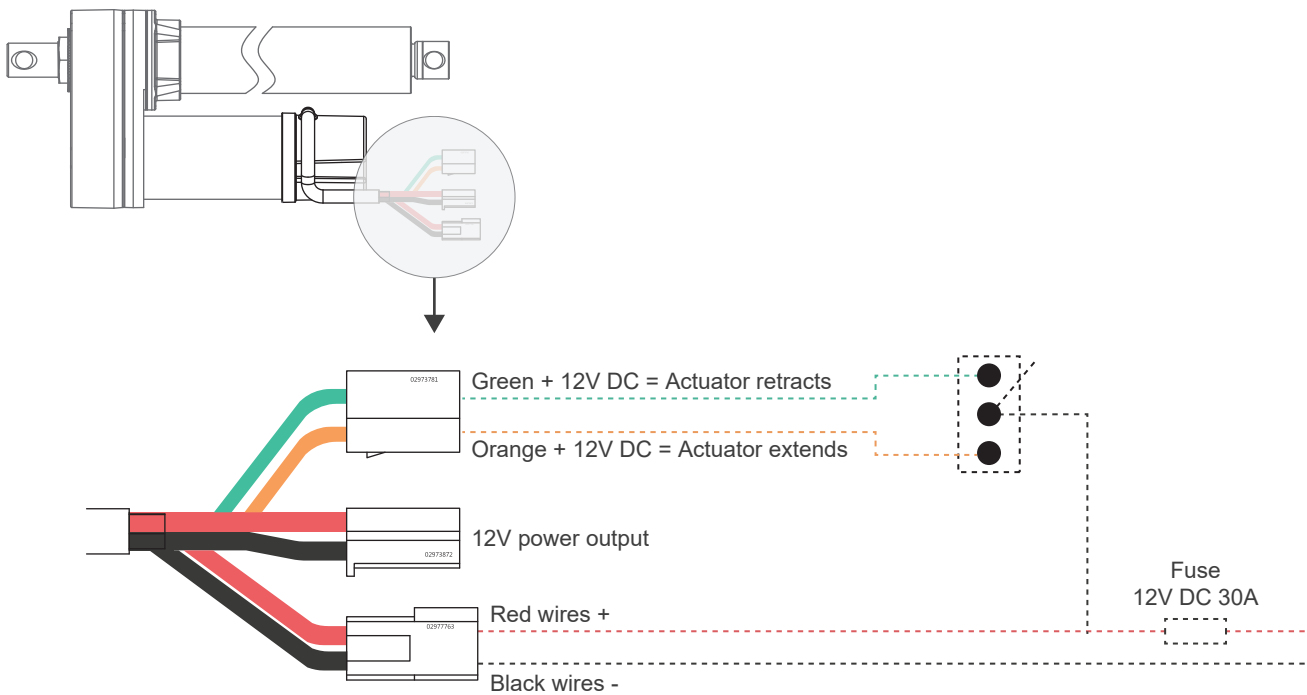 02973781
Green + 12V DC = Actuator retracts
Orange + 12V DC = Actuator extends
12V power output
02973872
Fuse
12V DC 30A
Red wires +
02977763
Black wires -